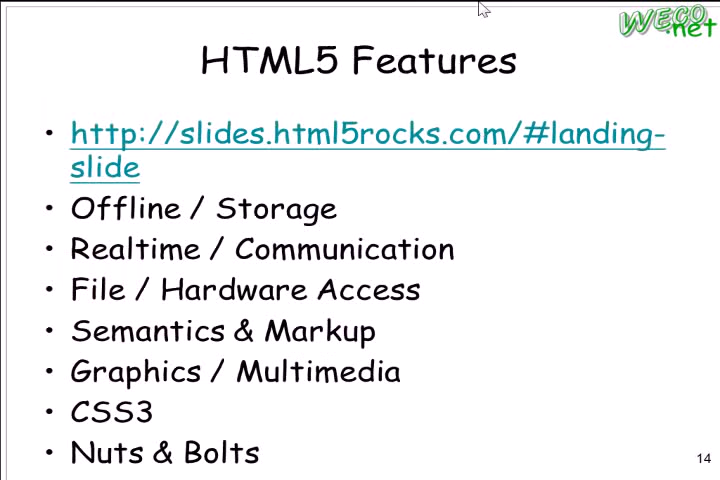 WECO.net
HTML5 Features
• http://slides.html5rocks.com/#landing-
slide
• Offline / Storage
• Realtime / Communication
• File / Hardware Access
• Semantics & Markup
• Graphics / Multimedia
• CSS3
• Nuts & Bolts
14